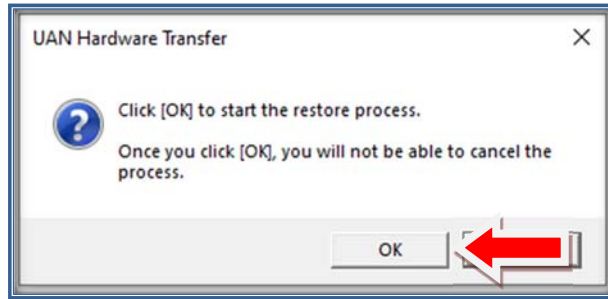 UAN Hardware Transfer
Click [OK] to start the restore process.
Once you click [OK], you will not be able to cancel the
process.
OK